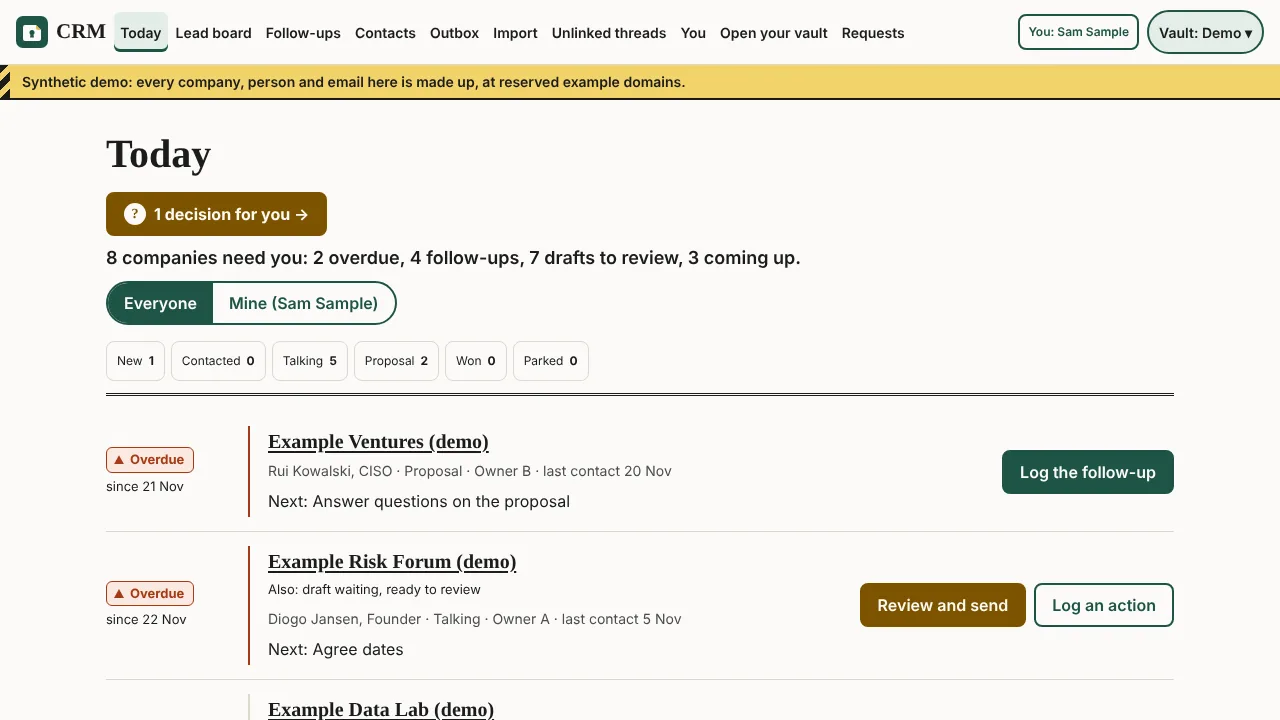 CRM Today Lead board Follow-ups Contacts Outbox Import Unlinked threads You Open your vault Requests You: Sam Sample Vault: Demo ▾
Synthetic demo: every company, person and email here is made up, at reserved example domains.
Today
? 1 decision for you →
8 companies need you: 2 overdue, 4 follow-ups, 7 drafts to review, 3 coming up.
Everyone Mine (Sam Sample)
New 1 Contacted 0 Talking 5 Proposal 2 Won 0 Parked 0
▲ Overdue
since 21 Nov
Example Ventures (demo)
Rui Kowalski, CISO · Proposal · Owner B · last contact 20 Nov
Next: Answer questions on the proposal
Log the follow-up
▲ Overdue
since 22 Nov
Example Risk Forum (demo)
Also: draft waiting, ready to review
Diogo Jansen, Founder · Talking · Owner A · last contact 5 Nov
Next: Agree dates
Review and send Log an action
Example Data Lab (demo)